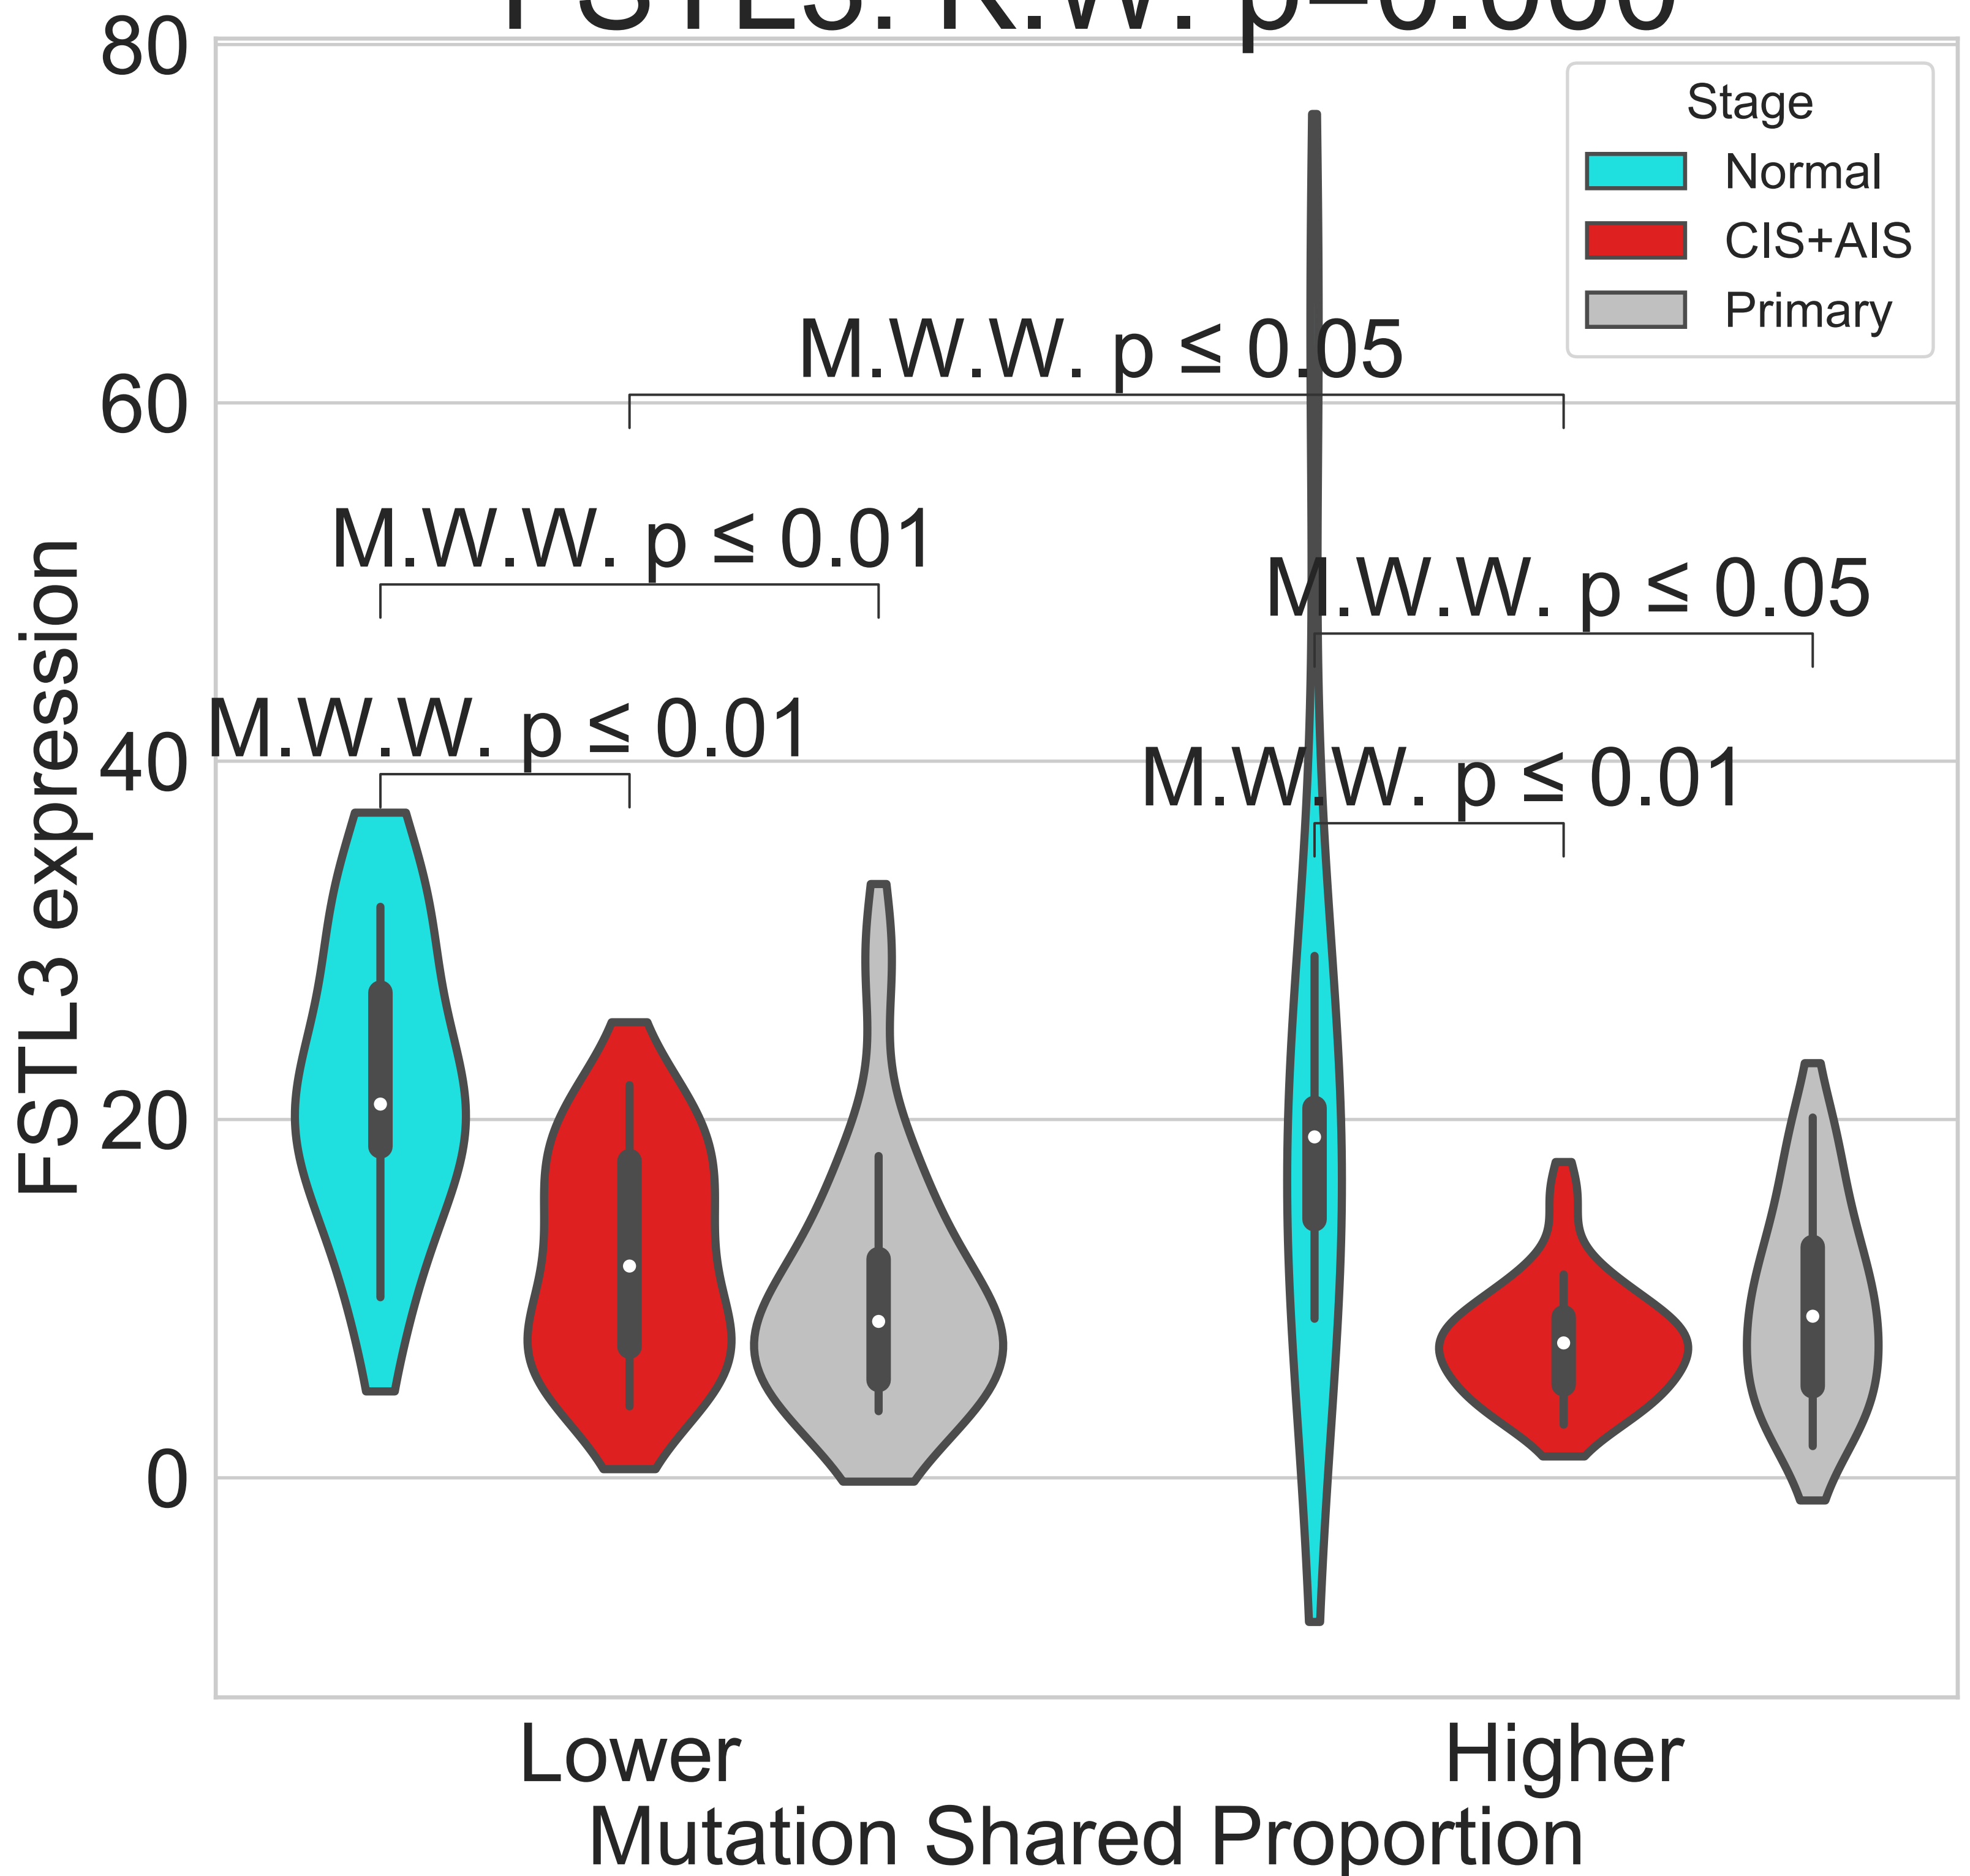 FSTL3: K.W.
80
60
40
20
0
FSTL3 expression
Stage
Normal
CIS+AIS
Primary
M.W.W. p ≤ 0.05
M.W.W. p ≤ 0.01
M.W.W. p ≤ 0.05
M.W.W. p ≤ 0.01
M.W.W. p ≤ 0.01
Lower
Higher
Mutation Shared Proportion